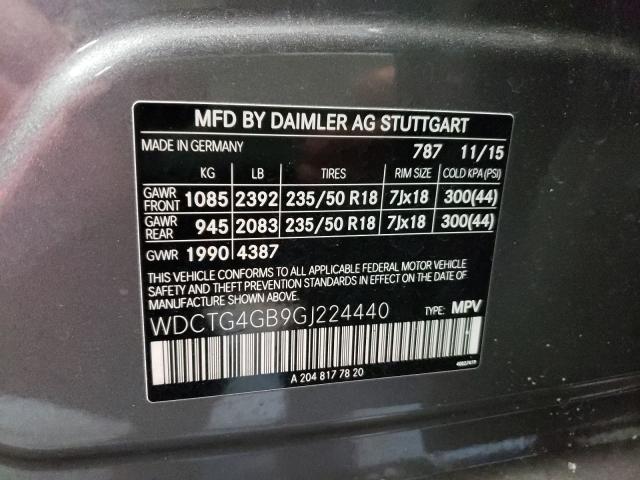 MFD BY DAIMLER AG STUTTGART
MADE IN GERMANY 787 11/15
KG LB TIRES RIM SIZE COLD KPA (PSI)
GAWR FRONT 1085 2392 235/50 R18 7Jx18 300(44)
GAWR REAR 945 2083 235/50 R18 7Jx18 300(44)
GVWR 1990 4387
THIS VEHICLE CONFORMS TO ALL APPLICABLE FEDERAL MOTOR VEHICLE
SAFETY AND THEFT PREVENTION STANDARDS IN EFFECT ON THE DATE OF
MANUFACTURE SHOWN ABOVE.
WDCTG4GB9GJ224440 TYPE: MPV
A 204 817 78 20